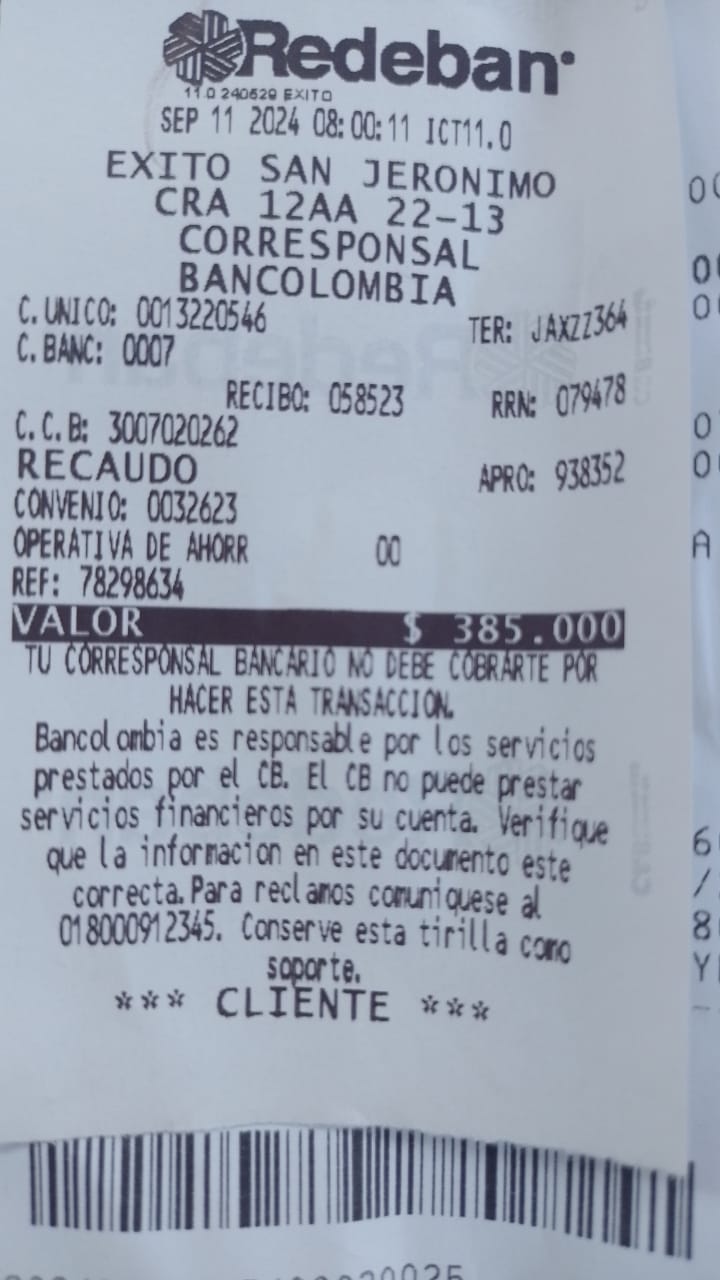 Redeban
11.0 240529 EXITO
SEP 11 2024 08:00:11 ICT11.0
EXITO SAN JERONIMO
CRA 12AA 22-13
CORRESPONSAL
BANCOLOMBIA
C. UNICO: 0013220546 TER: JAXZZ364
C. BANC: 0007
RECIBO: 058523 RRN: 079478
C. C. B: 3007020262
RECAUDO APRO: 938352
CONVENIO: 0032623
OPERATIVA DE AHORR 00
REF: 78298634
VALOR $ 385.000
TU CORRESPONSAL BANCARIO NO DEBE COBRARTE POR
HACER ESTA TRANSACCION.
Bancolombia es responsable por los servicios
prestados por el CB. El CB no puede prestar
servicios financieros por su cuenta. Verifique
que la informacion en este documento este
correcta. Para reclamos comuniquese al
018000912345. Conserve esta tirilla como
soporte.
*** CLIENTE ***